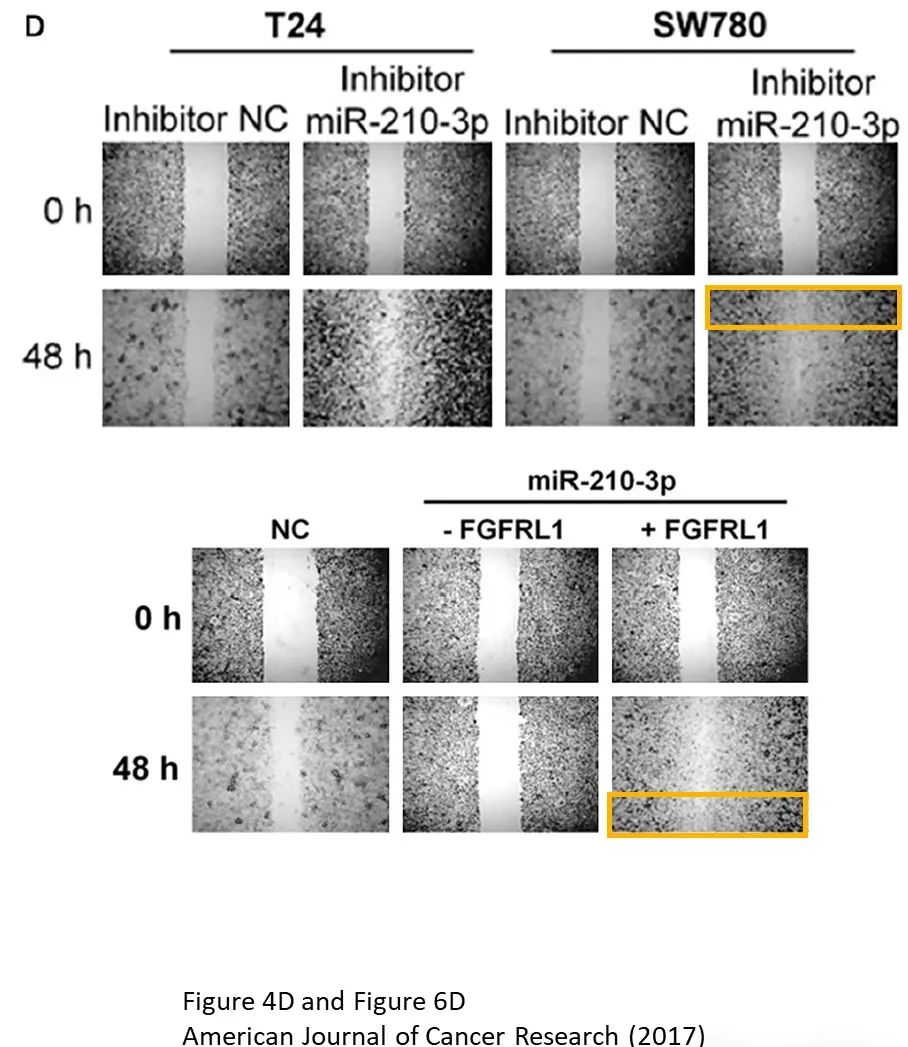 D
T24 SW780
Inhibitor Inhibitor
Inhibitor NC miR-210-3p Inhibitor NC miR-210-3p
0 h
48 h
miR-210-3p
NC - FGFRL1 + FGFRL1
0 h
48 h
Figure 4D and Figure 6D
American Journal of Cancer Research (2017)